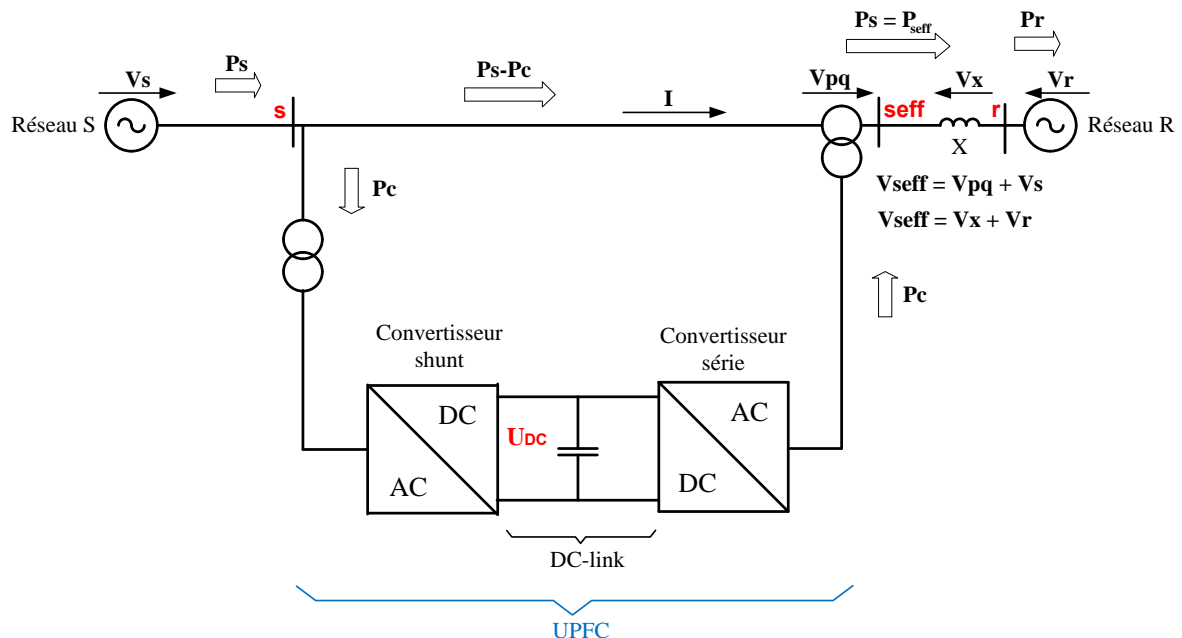 Ps = Pseff
Pr
Ps
Ps-Pc
Vs
Vpq
Vx
Vr
I
s
seff
r
Réseau S
Réseau R
X
Pc
Vseff = Vpq + Vs
Vseff = Vx + Vr
Pc
Convertisseur
shunt
Convertisseur
série
DC
AC
UDC
AC
DC
DC-link
UPFC